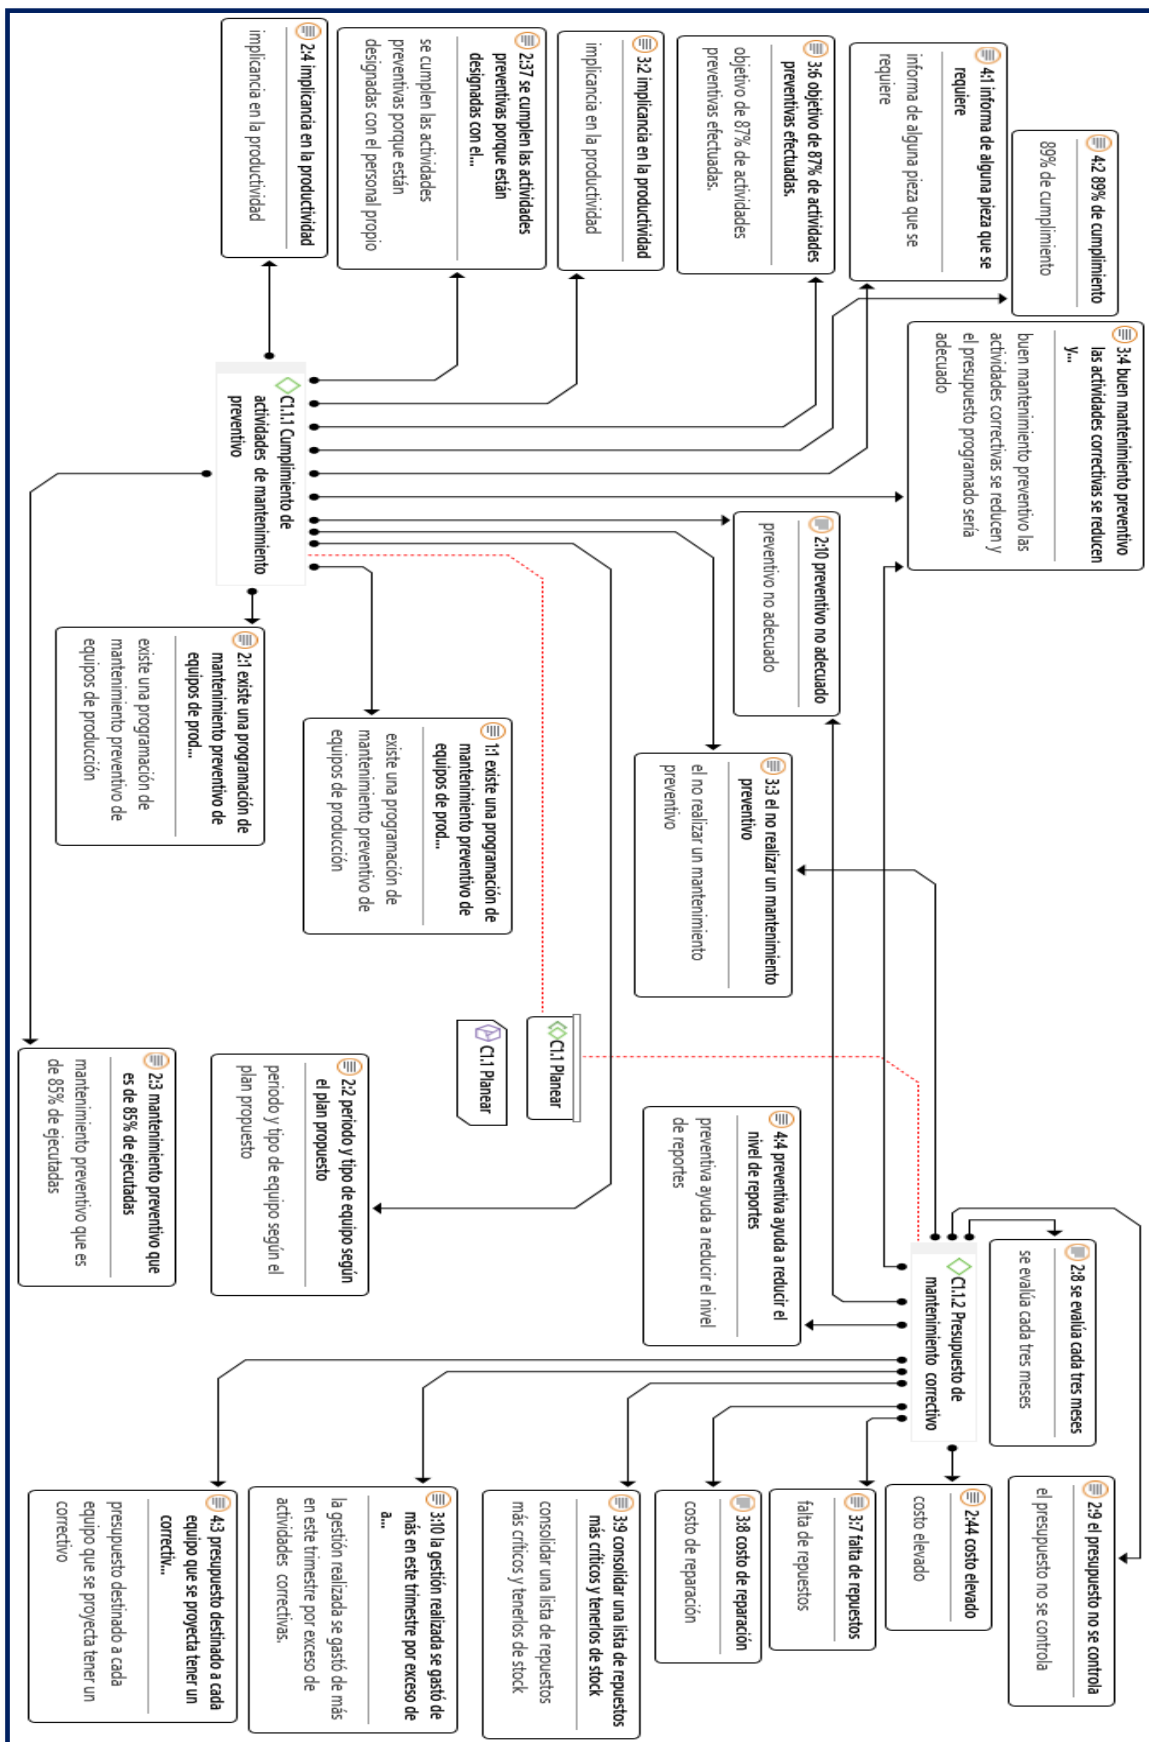 4:2 89% de cumplimiento
89% de cumplimiento
4:1 informa de alguna pieza que se
requiere
informa de alguna pieza que se
requiere
3:6 objetivo de 87% de actividades
preventivas efectuadas.
objetivo de 87% de actividades
preventivas efectuadas.
3:2 implicancia en la productividad
implicancia en la productividad
2:37 se cumplen las actividades
preventivas porque están
designadas con el...
se cumplen las actividades
preventivas porque están
designadas con el personal propio
2:4 implicancia en la productividad
implicancia en la productividad
3:4 buen mantenimiento preventivo
las actividades correctivas se reducen
y...
buen mantenimiento preventivo las
actividades correctivas se reducen y
el presupuesto programado sería
adecuado
C1.1.1 Cumplimiento de
actividades de mantenimiento
preventivo
2:10 preventivo no adecuado
preventivo no adecuado
3:3 el no realizar un mantenimiento
preventivo
el no realizar un mantenimiento
preventivo
1:1 existe una programación de
mantenimiento preventivo de
equipos de prod...
existe una programación de
mantenimiento preventivo de
equipos de producción
2:1 existe una programación de
mantenimiento preventivo de
equipos de prod...
existe una programación de
mantenimiento preventivo de
equipos de producción
C1.1 Planear
C1.1 Planear
2:2 periodo y tipo de equipo según
el plan propuesto
periodo y tipo de equipo según el
plan propuesto
2:3 mantenimiento preventivo que
es de 85% de ejecutadas
mantenimiento preventivo que es
de 85% de ejecutadas
4:4 preventiva ayuda a reducir el
nivel de reportes
preventiva ayuda a reducir el nivel
de reportes
2:8 se evalúa cada tres meses
se evalúa cada tres meses
C1.1.2 Presupuesto de
mantenimiento correctivo
2:9 el presupuesto no se controla
el presupuesto no se controla
2:44 costo elevado
costo elevado
3:7 falta de repuestos
falta de repuestos
3:8 costo de reparación
costo de reparación
3:9 consolidar una lista de repuestos
más críticos y tenerlos de stock
consolidar una lista de repuestos
más críticos y tenerlos de stock
3:10 la gestión realizada se gastó de
más en este trimestre por exceso de
a...
la gestión realizada se gastó de más
en este trimestre por exceso de
actividades correctivas.
4:3 presupuesto destinado a cada
equipo que se proyecta tener un
correctiv...
presupuesto destinado a cada
equipo que se proyecta tener un
correctivo